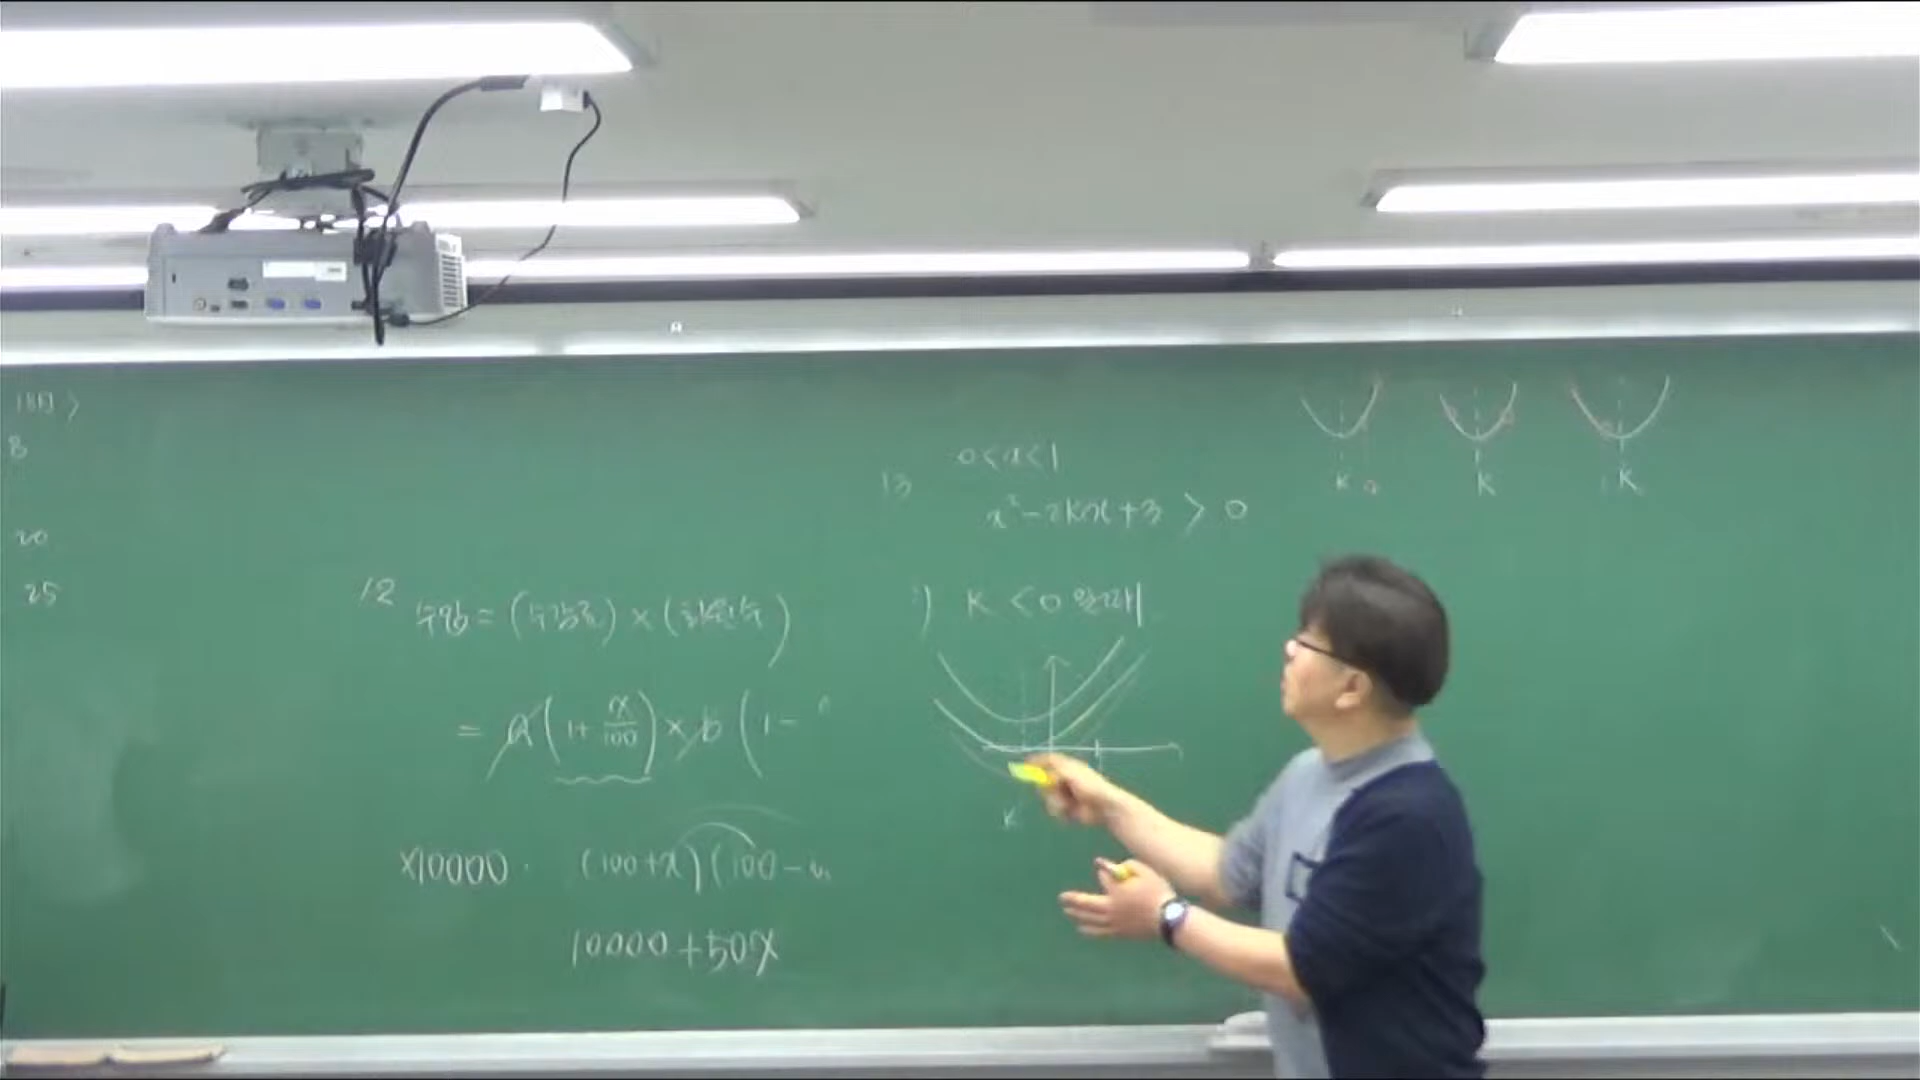 B
20
25
12 수입 = (수강료) × (회원수)
= a(1+x/100) × b(1-
×10000 · (100+x)(100-
10000+50x
13 0<x<1
x²-2kx+3 > 0
i) K<0일때
K
K
K
K